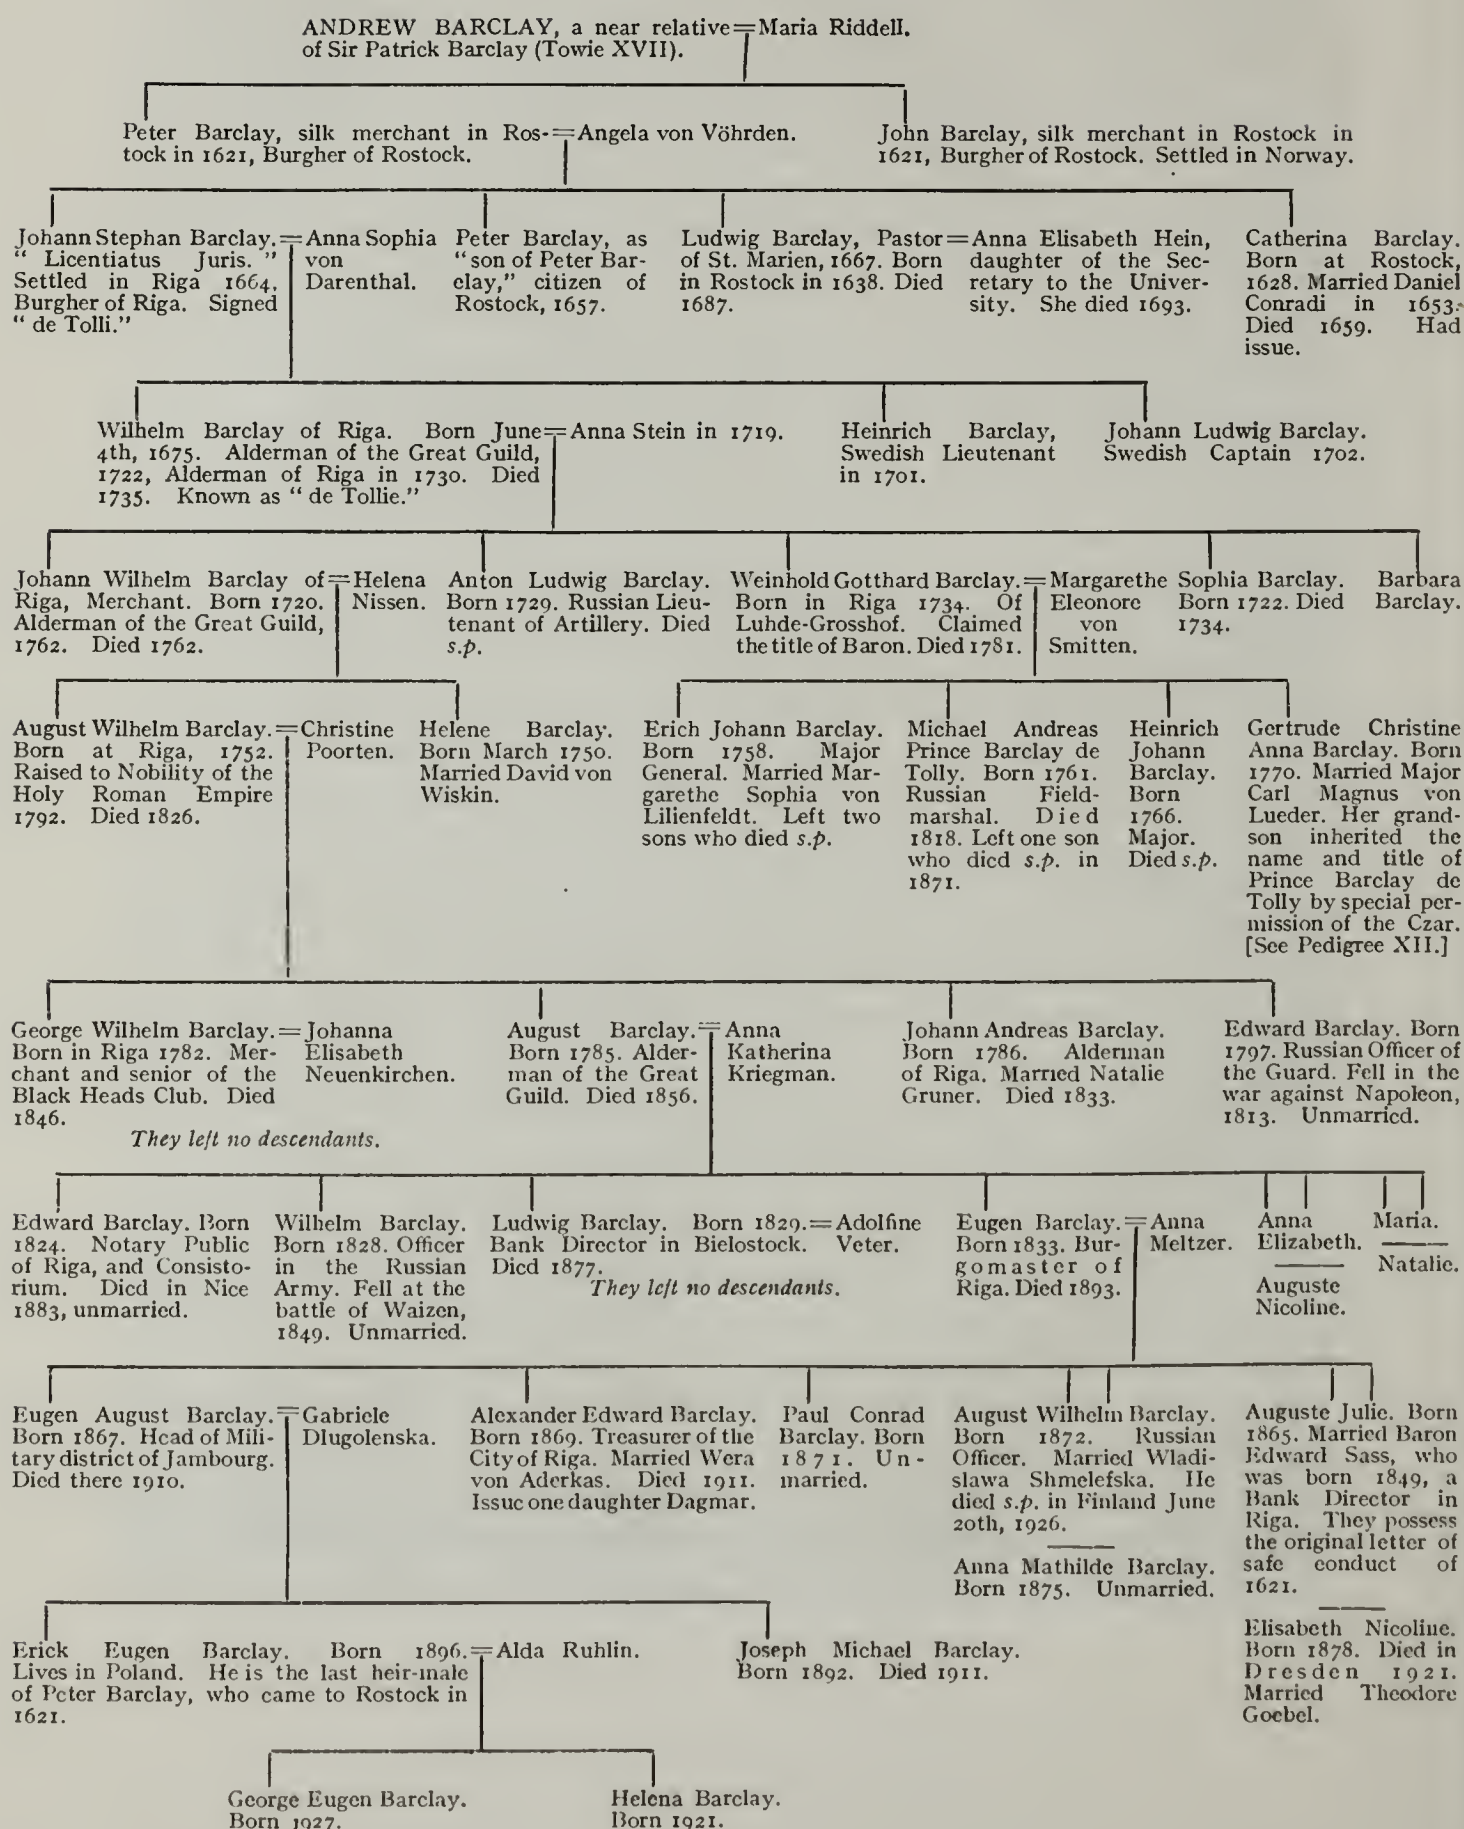 ANDREW BARCLAY, a near relative = Maria Riddell.
of Sir Patrick Barclay (Towie XVII).
Peter Barclay, silk merchant in Ros- = Angela von Vöhrden.
tock in 1621, Burgher of Rostock.
John Barclay, silk merchant in Rostock in
1621, Burgher of Rostock. Settled in Norway.
Johann Stephan Barclay. =
"Licentiatus Juris."
Settled in Riga 1664,
Burgher of Riga. Signed
"de Tolli."
Anna Sophia
von
Darenthal.
Peter Barclay, as
"son of Peter Bar-
clay," citizen of
Rostock, 1657.
Ludwig Barclay, Pastor =
of St. Marien, 1667. Born
in Rostock in 1638. Died
1687.
Anna Elisabeth Hein,
daughter of the Sec-
retary to the Univer-
sity. She died 1693.
Catherina Barclay.
Born at Rostock,
1628. Married Daniel
Conradi in 1653.
Died 1659. Had
issue.
Wilhelm Barclay of Riga. Born June = Anna Stein in 1719.
4th, 1675. Alderman of the Great Guild,
1722, Alderman of Riga in 1730. Died
1735. Known as "de Tollie."
Heinrich Barclay,
Swedish Lieutenant
in 1701.
Johann Ludwig Barclay.
Swedish Captain 1702.
Johann Wilhelm Barclay of =
Riga, Merchant. Born 1720.
Alderman of the Great Guild,
1762. Died 1762.
Helena
Nissen.
Anton Ludwig Barclay.
Born 1729. Russian Lieu-
tenant of Artillery. Died
s.p.
Weinhold Gotthard Barclay. =
Born in Riga 1734. Of
Luhde-Grosshof. Claimed
the title of Baron. Died 1781.
Margarethe
Eleonore
von
Smitten.
Sophia Barclay.
Born 1722. Died
1734.
Barbara
Barclay.
August Wilhelm Barclay. =
Born at Riga, 1752.
Raised to Nobility of the
Holy Roman Empire
1792. Died 1826.
Christine
Poorten.
Helene Barclay.
Born March 1750.
Married David von
Wiskin.
Erich Johann Barclay.
Born 1758. Major
General. Married Mar-
garethe Sophia von
Lilienfeldt. Left two
sons who died s.p.
Michael Andreas
Prince Barclay de
Tolly. Born 1761.
Russian Field-
marshal. Died
1818. Left one son
who died s.p. in
1871.
Heinrich
Johann
Barclay.
Born
1766.
Major.
Died s.p.
Gertrude Christine
Anna Barclay. Born
1770. Married Major
Carl Magnus von
Lueder. Her grand-
son inherited the
name and title of
Prince Barclay de
Tolly by special per-
mission of the Czar.
[See Pedigree XII.]
George Wilhelm Barclay. =
Born in Riga 1782. Mer-
chant and senior of the
Black Heads Club. Died
1846.
Johanna
Elisabeth
Neuenkirchen.
They left no descendants.
August Barclay. =
Born 1785. Alder-
man of the Great
Guild. Died 1856.
Anna
Katherina
Kriegman.
Johann Andreas Barclay.
Born 1786. Alderman
of Riga. Married Natalie
Gruner. Died 1833.
Edward Barclay. Born
1797. Russian Officer of
the Guard. Fell in the
war against Napoleon,
1813. Unmarried.
Edward Barclay. Born
1824. Notary Public
of Riga, and Consisto-
rium. Died in Nice
1883, unmarried.
Wilhelm Barclay.
Born 1828. Officer
in the Russian
Army. Fell at the
battle of Waizen,
1849. Unmarried.
Ludwig Barclay. Born 1829. =
Bank Director in Bielostock.
Died 1877.
Adolfine
Veter.
They left no descendants.
Eugen Barclay. =
Born 1833. Bur-
gomaster of
Riga. Died 1893.
Anna
Meltzer.
Anna
Elizabeth.
Auguste
Nicoline.
Maria.
Natalie.
Eugen August Barclay. =
Born 1867. Head of Mili-
tary district of Jambourg.
Died there 1910.
Gabriele
Dlugolenska.
Alexander Edward Barclay.
Born 1869. Treasurer of the
City of Riga. Married Wera
von Aderkas. Died 1911.
Issue one daughter Dagmar.
Paul Conrad
Barclay. Born
1871. Un-
married.
August Wilhelm Barclay.
Born 1872. Russian
Officer. Married Wladi-
slawa Shmelefska. He
died s.p. in Finland June
20th, 1926.
Anna Mathilde Barclay.
Born 1875. Unmarried.
Auguste Julie. Born
1865. Married Baron
Edward Sass, who
was born 1849, a
Bank Director in
Riga. They possess
the original letter of
safe conduct of
1621.
Elisabeth Nicoline.
Born 1878. Died in
Dresden 1921.
Married Theodore
Goebel.
Erick Eugen Barclay. Born 1896. = Alda Ruhlin.
Lives in Poland. He is the last heir-male
of Peter Barclay, who came to Rostock in
1621.
Joseph Michael Barclay.
Born 1892. Died 1911.
George Eugen Barclay.
Born 1927.
Helena Barclay.
Born 1921.